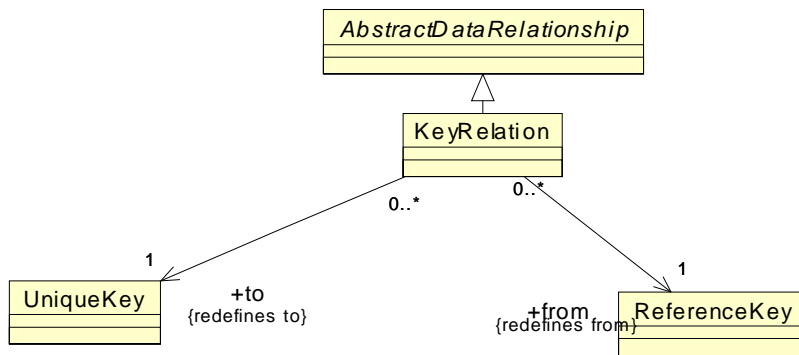 AbstractDataRelationship
KeyRelation
0..*
0..*
1
1
+to
{redefines to}
+from
{redefines from}
UniqueKey
ReferenceKey